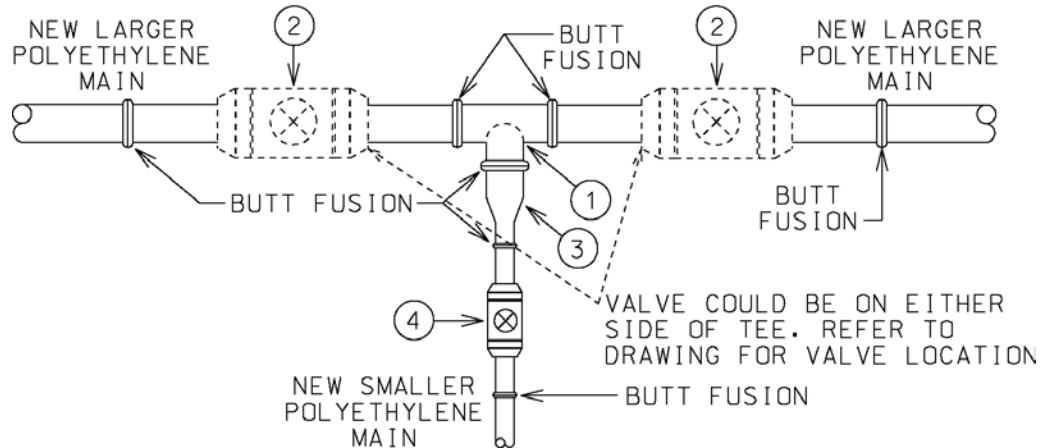 NEW LARGER
POLYETHYLENE
MAIN
2
BUTT
FUSION
2
NEW LARGER
POLYETHYLENE
MAIN
BUTT FUSION
1
BUTT
FUSION
3
4
VALVE COULD BE ON EITHER
SIDE OF TEE. REFER TO
DRAWING FOR VALVE LOCATION
NEW SMALLER
POLYETHYLENE
MAIN
BUTT FUSION